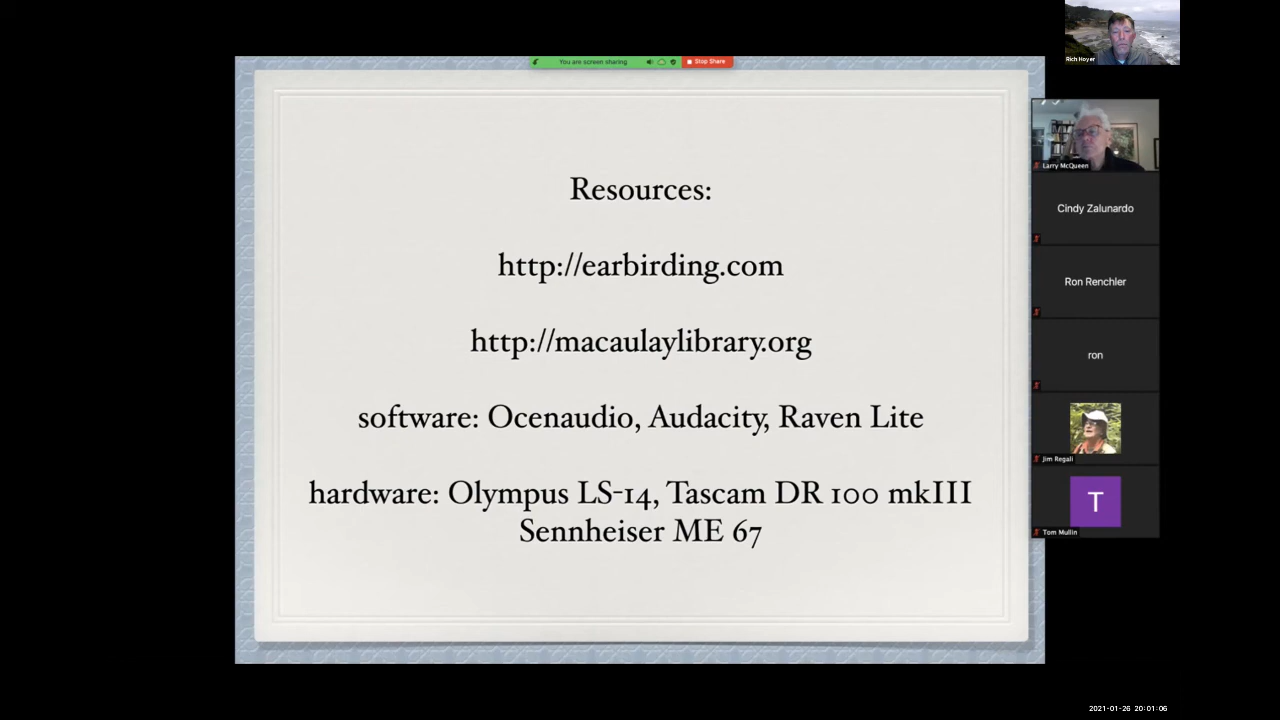 Rich Hoyer
You are screen sharing
Stop Share
Resources:
http://earbirding.com
http://macaulaylibrary.org
software: Ocenaudio, Audacity, Raven Lite
hardware: Olympus LS-14, Tascam DR 100 mkIII
Sennheiser ME 67
Larry McQueen
Cindy Zalunardo
Ron Renchler
ron
Jim Regali
T
Tom Mullin
2021-01-26 20:01:06